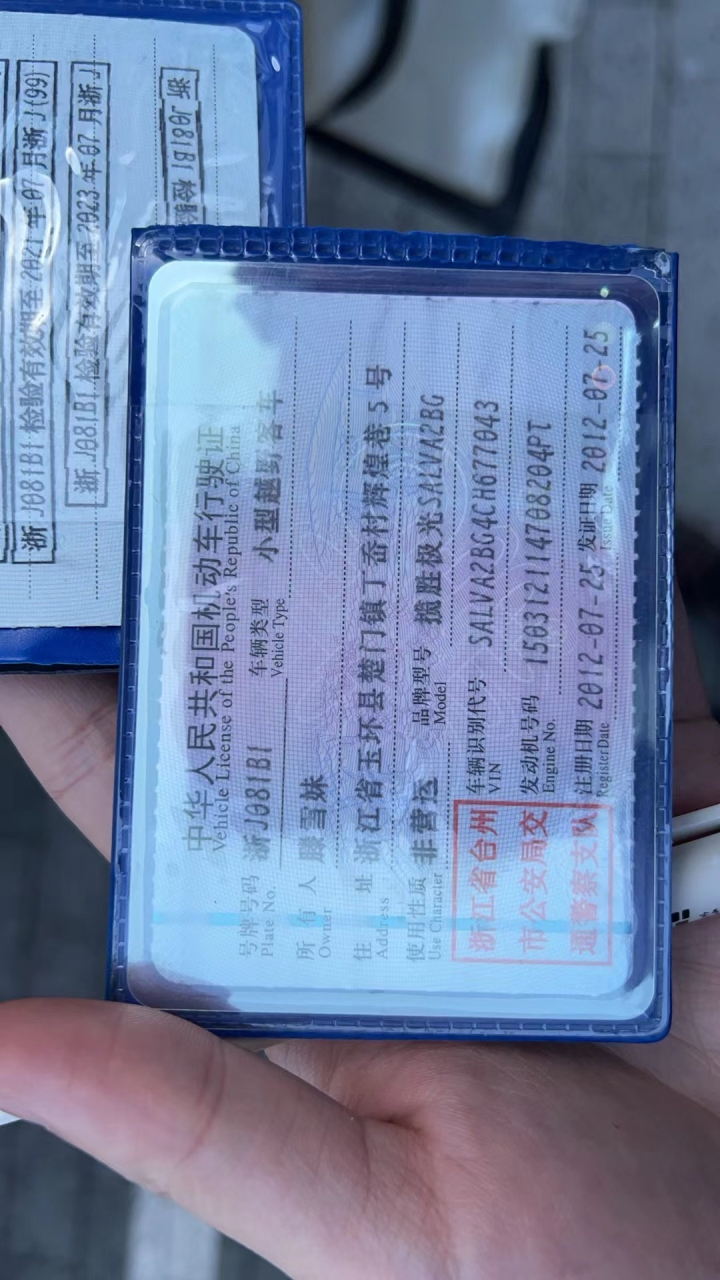 中华人民共和国机动车行驶证
Vehicle License of the People's Republic of China
号牌号码 浙J081B1 车辆类型 小型越野客车
Plate No. Vehicle Type
所有人 滕雪妹
Owner
住址 浙江省玉环县楚门镇丁岙村辉煌巷5号
Address
使用性质 非营运 品牌型号 揽胜极光SALVA2BG
Use Character Model
浙江省台州
市公安局交
通警察支队
车辆识别代号 SALVA2BG4CH677043
VIN
发动机号码 150312114708204PT
Engine No.
注册日期 2012-07-25 发证日期 2012-07-25
Register Date Issue Date
浙J081B1 检验有效期至2021年07月浙J(99)
浙J081B1 检验有效期至2023年07月浙J
浙J081B1 检验